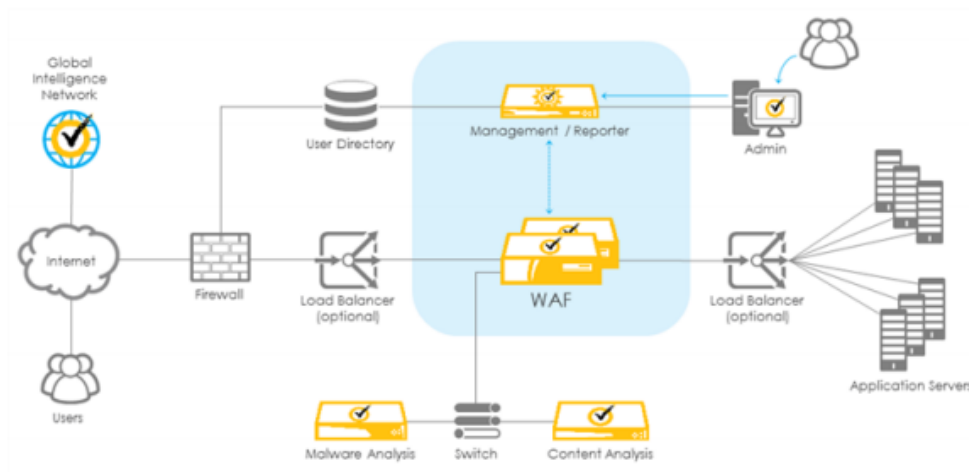 Global
Intelligence
Network
User Directory
Management / Reporter
Admin
Internet
Firewall
Load Balancer
(optional)
WAF
Load Balancer
(optional)
Users
Application Servers
Malware Analysis
Switch
Content Analysis